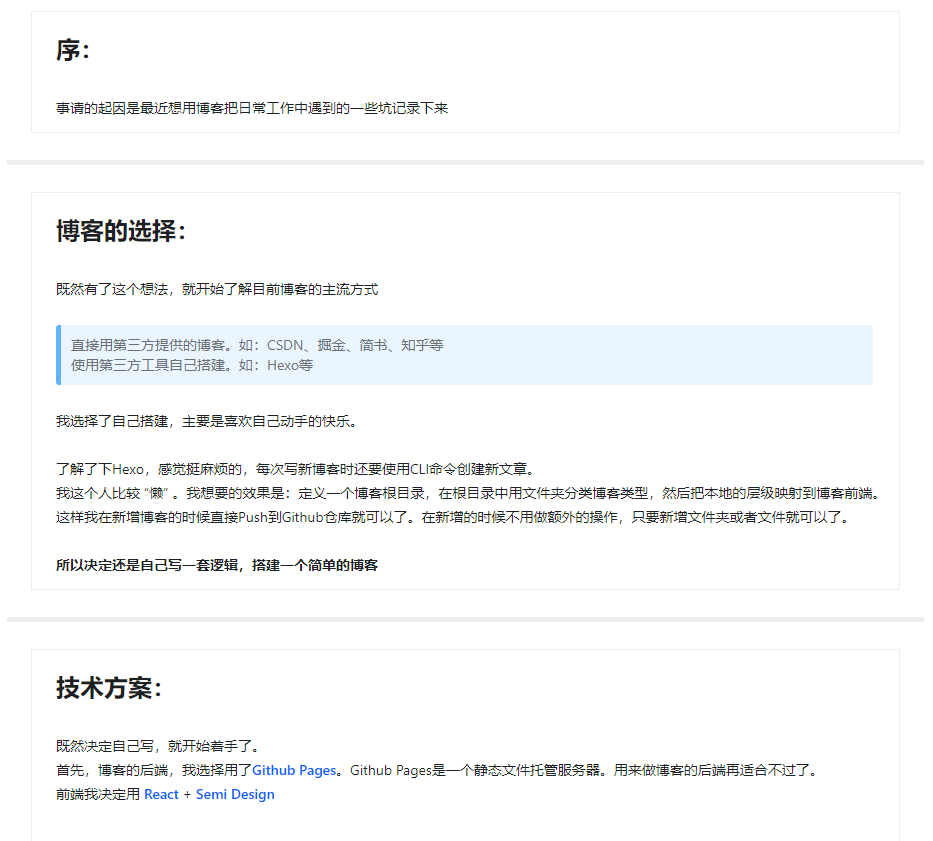 序：
事请的起因是最近想用博客把日常工作中遇到的一些坑记录下来
博客的选择：
既然有了这个想法，就开始了解目前博客的主流方式
直接用第三方提供的博客。如：CSDN、掘金、简书、知乎等
使用第三方工具自己搭建。如：Hexo等
我选择了自己搭建，主要是喜欢自己动手的快乐。
了解了下Hexo，感觉挺麻烦的，每次写新博客时还要使用CLI命令创建新文章。
我这个人比较 “懒” 。我想要的效果是：定义一个博客根目录，在根目录中用文件夹分类博客类型，然后把本地的层级映射到博客前端。
这样我在新增博客的时候直接Push到Github仓库就可以了。在新增的时候不用做额外的操作，只要新增文件夹或者文件就可以了。
所以决定还是自己写一套逻辑，搭建一个简单的博客
技术方案：
既然决定自己写，就开始着手了。
首先，博客的后端，我选择用了Github Pages。Github Pages是一个静态文件托管服务器。用来做博客的后端再适合不过了。
前端我决定用 React + Semi Design